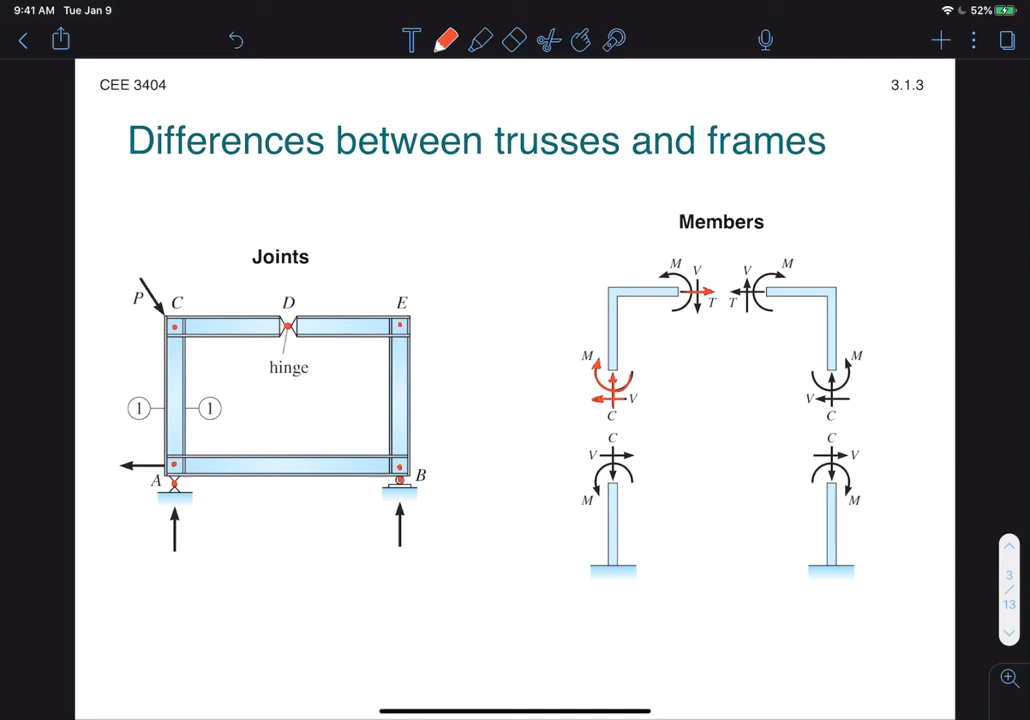 9:41 AM Tue Jan 9
52%
T
CEE 3404
3.1.3
Differences between trusses and frames
Joints
Members
P
C
D
E
hinge
1
1
A
B
M
V
T
V
M
T
M
V
C
M
V
C
C
V
M
C
V
M
3
/
13